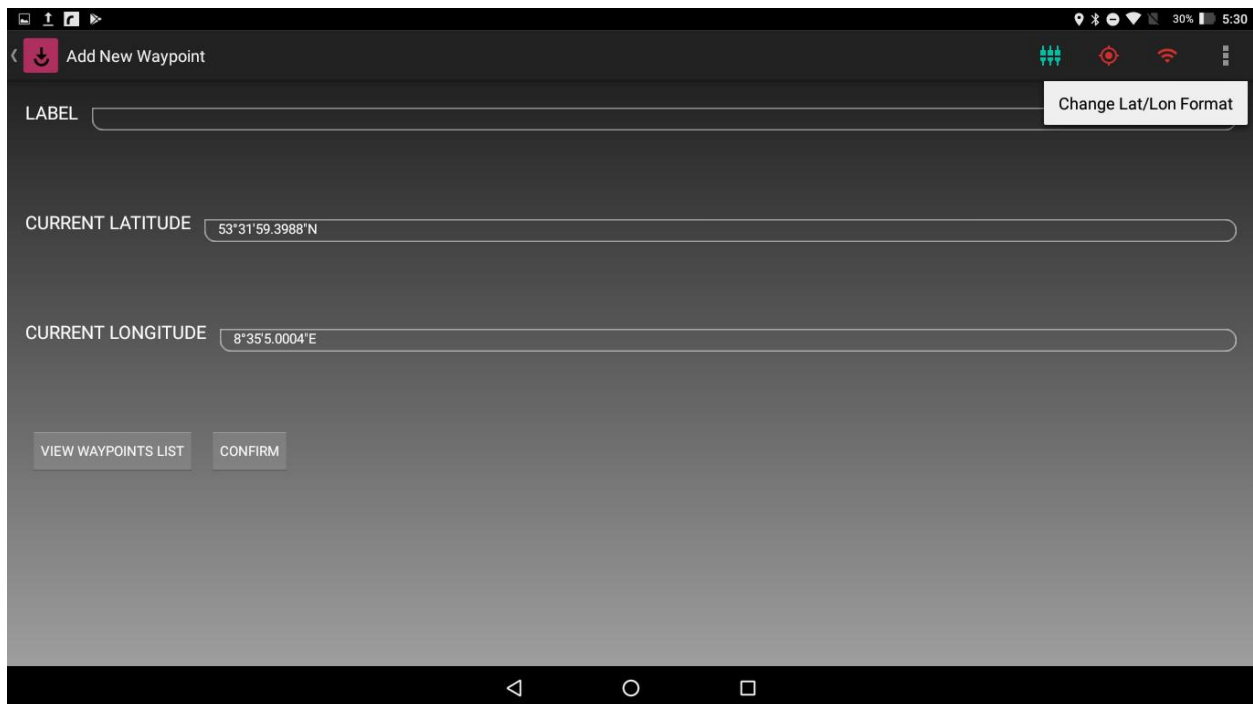 30% 5:30
Add New Waypoint
Change Lat/Lon Format
LABEL
CURRENT LATITUDE 53°31'59.3988"N
CURRENT LONGITUDE 8°35'5.0004"E
VIEW WAYPOINTS LIST CONFIRM